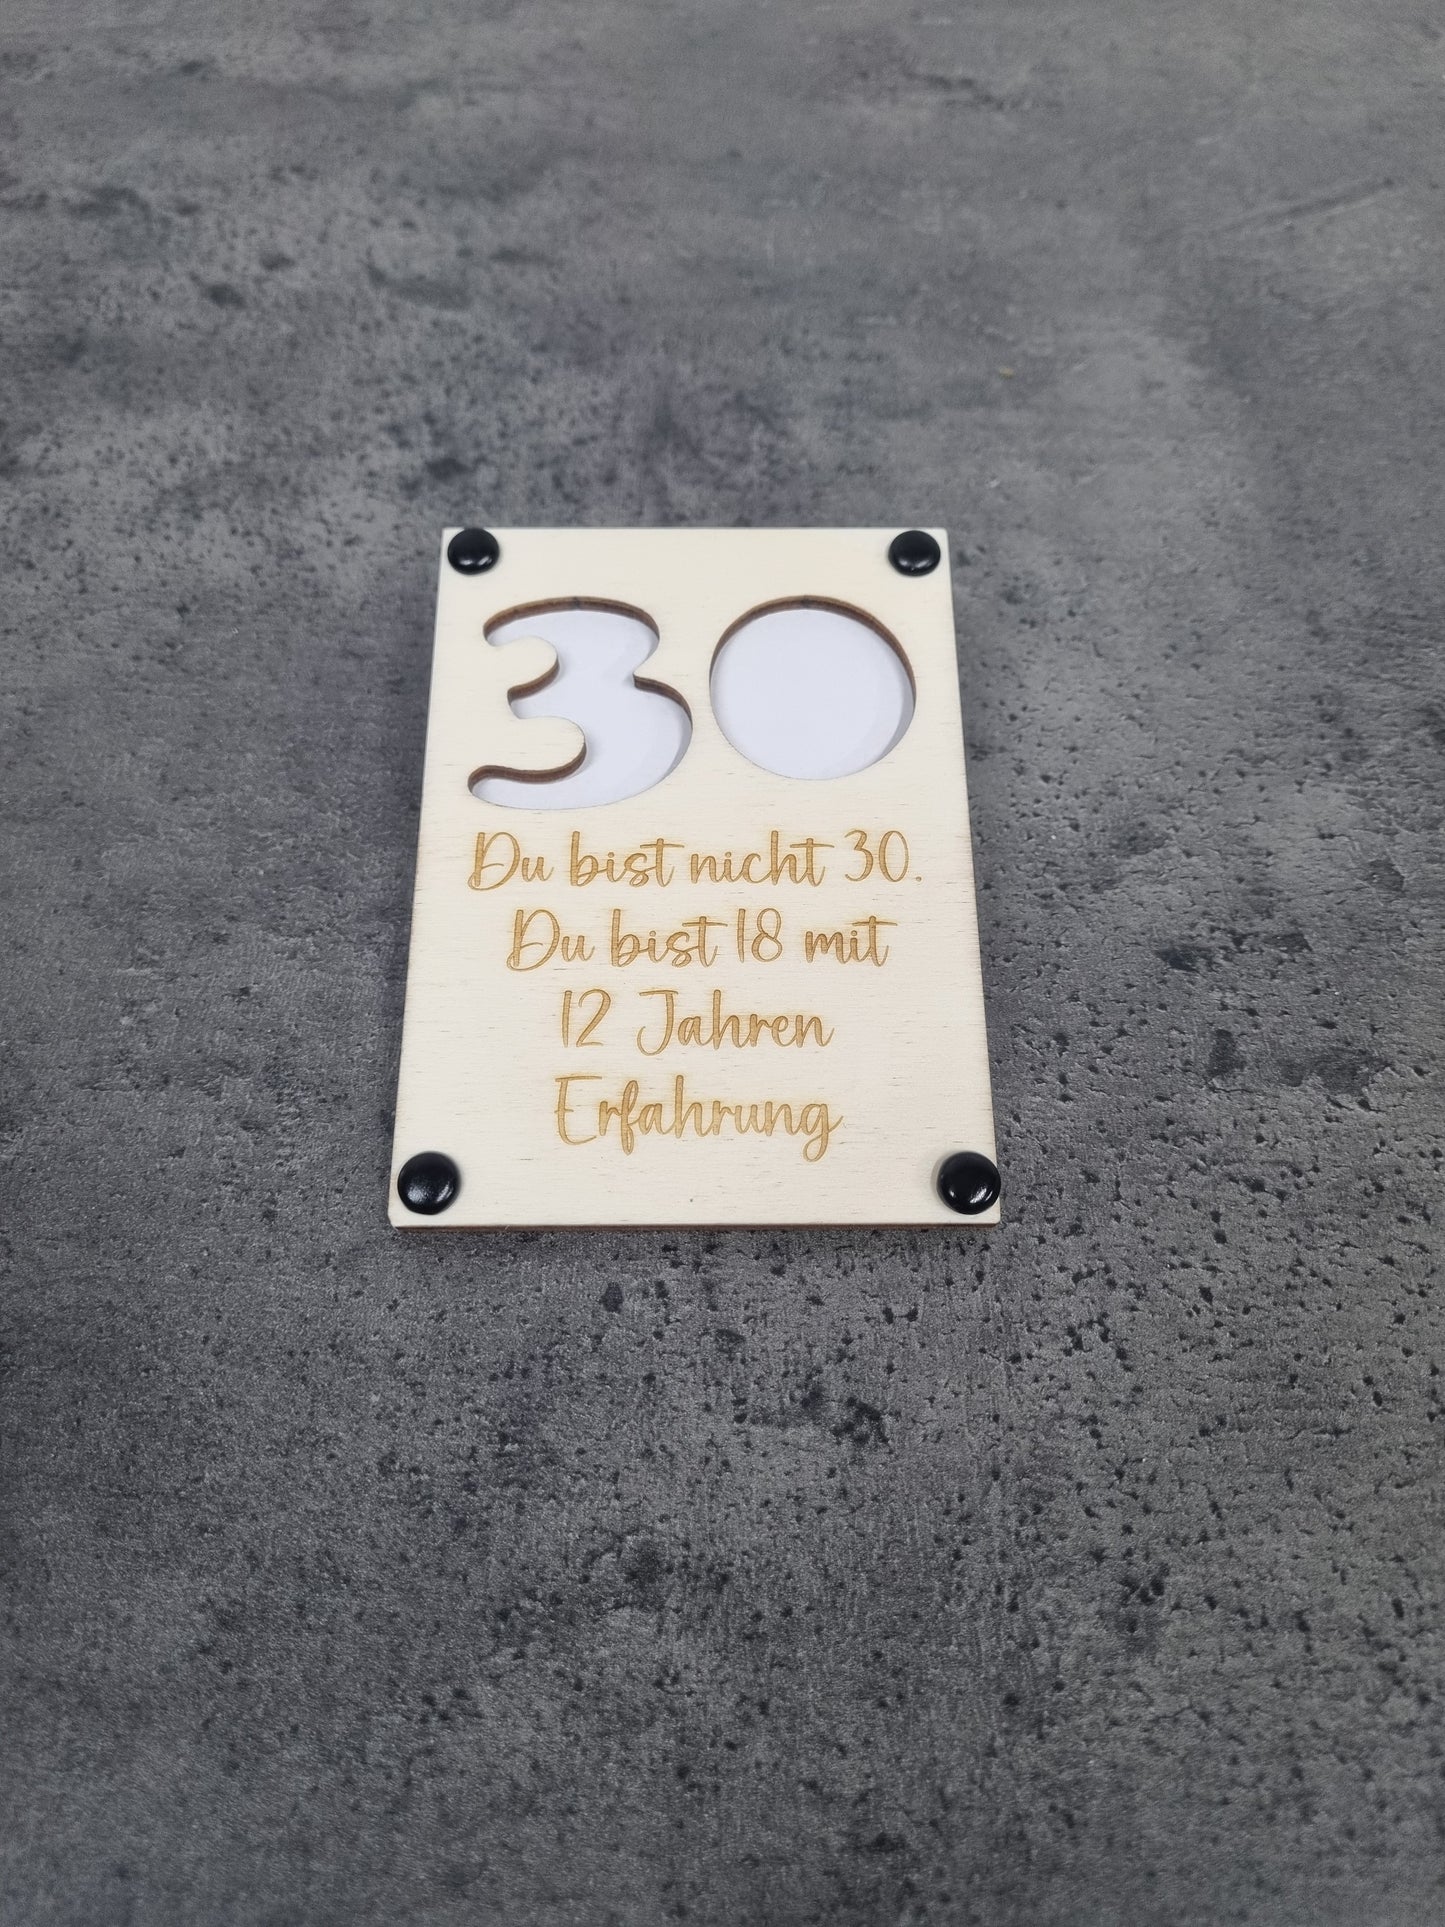 30
Du bist nicht 30.
Du bist 18 mit
12 Jahren
Erfahrung